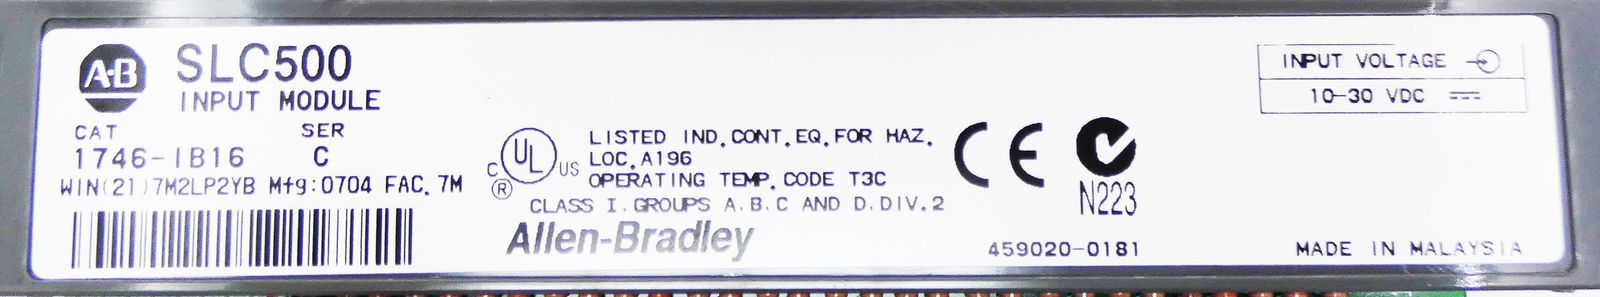 A-B SLC500
INPUT MODULE
CAT SER
1746-IB16 C
WIN(21)7M2LP2YB Mfg:0704 FAC.7M
C UL US
®
LISTED IND.CONT.EQ.FOR HAZ.
LOC.A196
OPERATING TEMP.CODE T3C
CLASS I.GROUPS A.B.C AND D.DIV.2
Allen-Bradley
CE
N223
459020-0181
INPUT VOLTAGE
10-30 VDC
MADE IN MALAYSIA